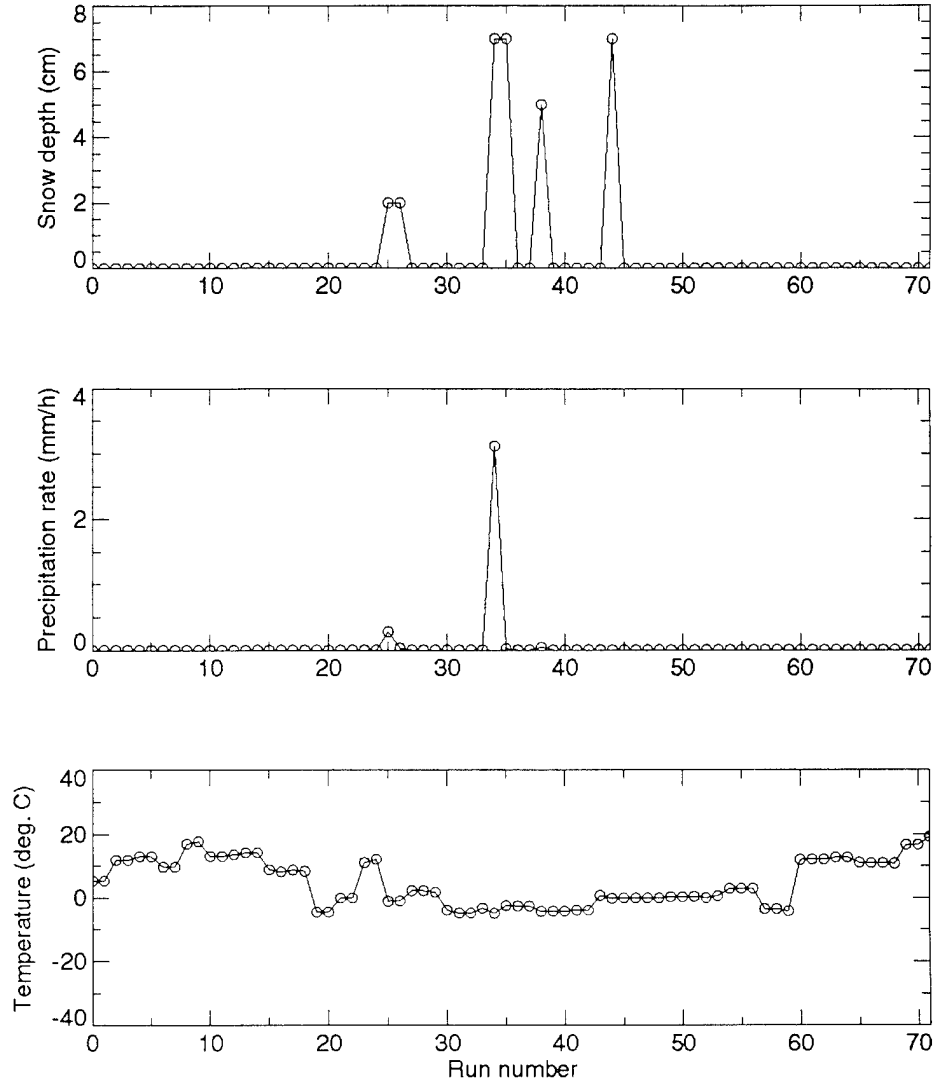 Snow depth (cm)
8
6
4
2
0
0 10 20 30 40 50 60 70
Precipitation rate (mm/h)
4
2
0
0 10 20 30 40 50 60 70
Temperature (deg. C)
40
20
0
-20
-40
0 10 20 30 40 50 60 70
Run number